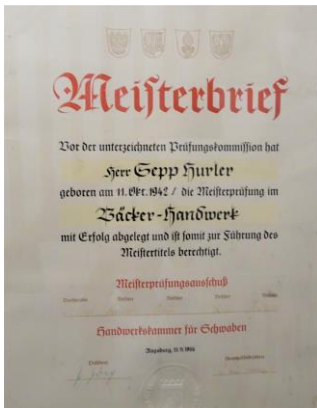 Meisterbrief
Vor der unterzeichneten Prüfungskommission hat
Herr Sepp Hurler
geboren am 11. Okt. 1942 / die Meisterprüfung im
Bäcker-Handwerk
mit Erfolg abgelegt und ist somit zur Führung des
Meistertitels berechtigt.
Meisterprüfungsausschuß
Handwerkskammer für Schwaben
Augsburg,